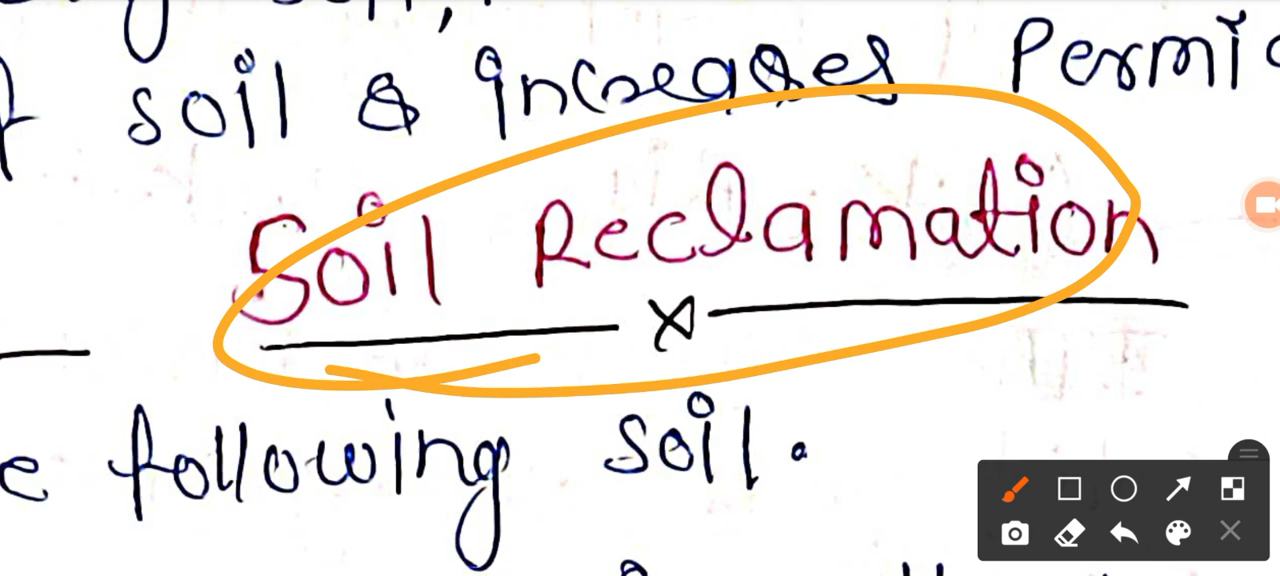 soil & increases Permi
Soil Reclamation
following soil.